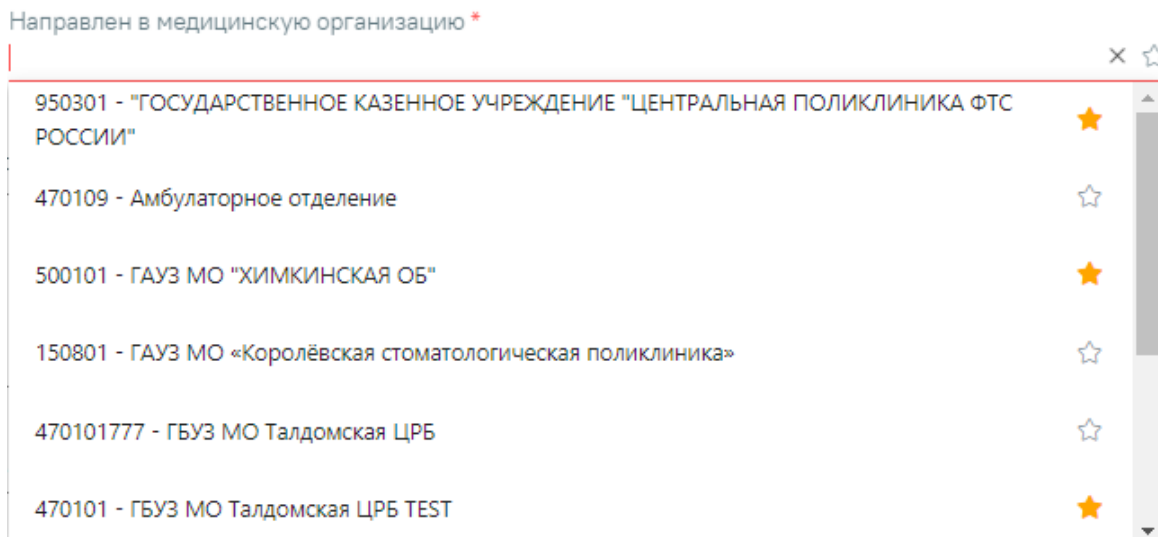 Направлен в медицинскую организацию *
950301 - "ГОСУДАРСТВЕННОЕ КАЗЕННОЕ УЧРЕЖДЕНИЕ "ЦЕНТРАЛЬНАЯ ПОЛИКЛИНИКА ФТС
РОССИИ"
470109 - Амбулаторное отделение
500101 - ГАУЗ МО "ХИМКИНСКАЯ ОБ"
150801 - ГАУЗ МО «Королёвская стоматологическая поликлиника»
470101777 - ГБУЗ МО Талдомская ЦРБ
470101 - ГБУЗ МО Талдомская ЦРБ TEST